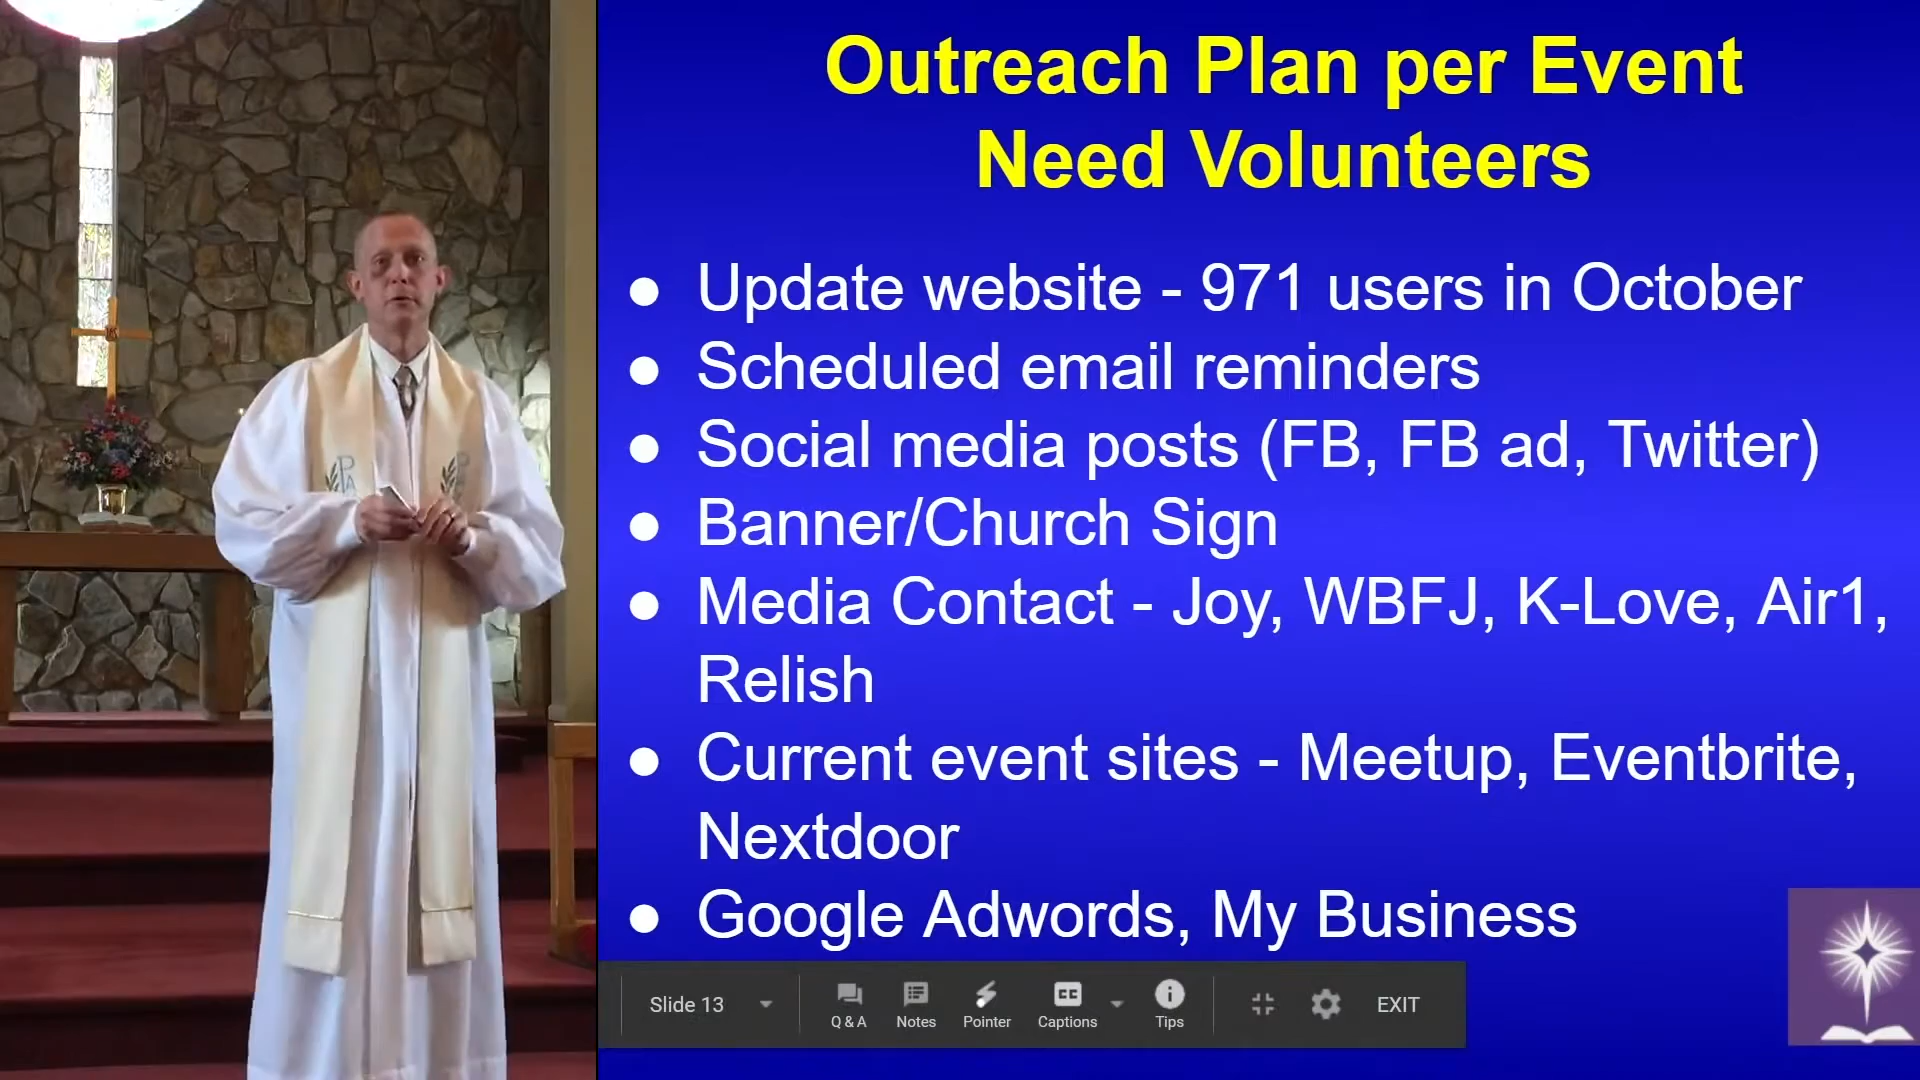 Outreach Plan per Event
Need Volunteers
● Update website - 971 users in October
● Scheduled email reminders
● Social media posts (FB, FB ad, Twitter)
● Banner/Church Sign
● Media Contact - Joy, WBFJ, K-Love, Air1,
Relish
● Current event sites - Meetup, Eventbrite,
Nextdoor
● Google Adwords, My Business
Slide 13
Q & A
Notes
Pointer
CC
Captions
Tips
EXIT